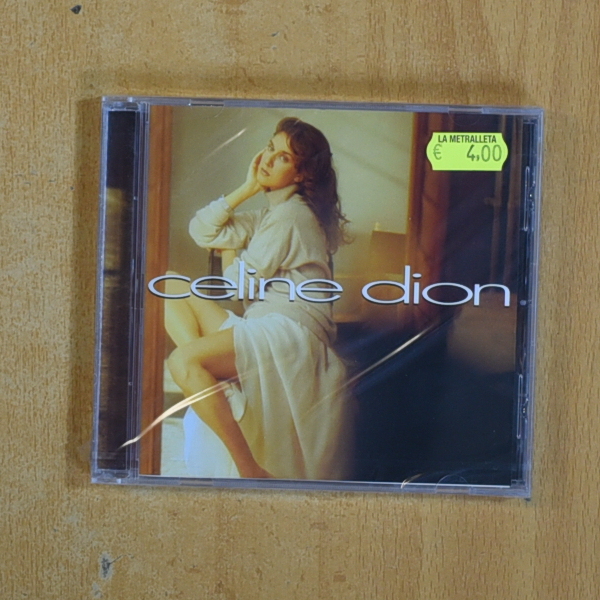 LA METRALLETA
€ 4,00
celine dion